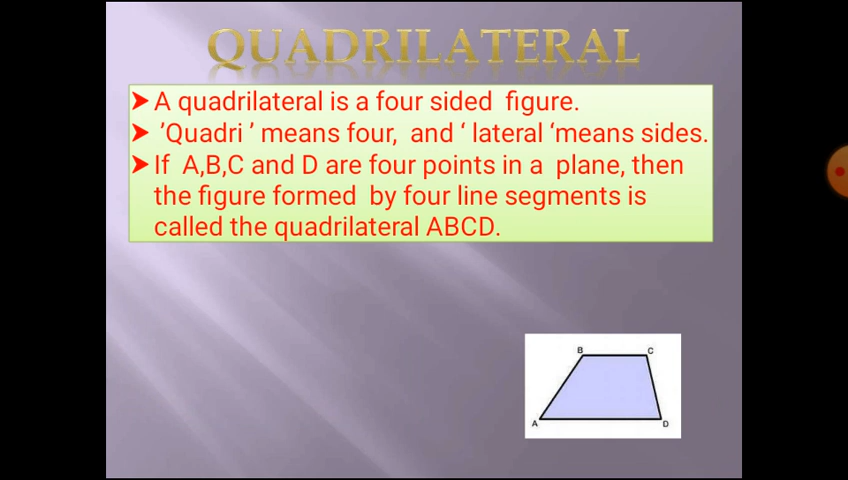 QUADRILATERAL
➤ A quadrilateral is a four sided figure.
➤ ’Quadri ’ means four, and ‘ lateral ‘means sides.
➤ If A,B,C and D are four points in a plane, then
the figure formed by four line segments is
called the quadrilateral ABCD.
B C
A D